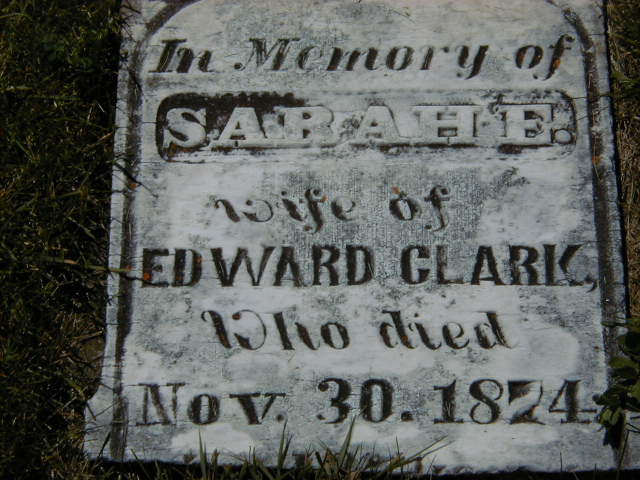 In Memory of
SARAH E.
wife of
EDWARD CLARK,
Who died
Nov. 30. 1874